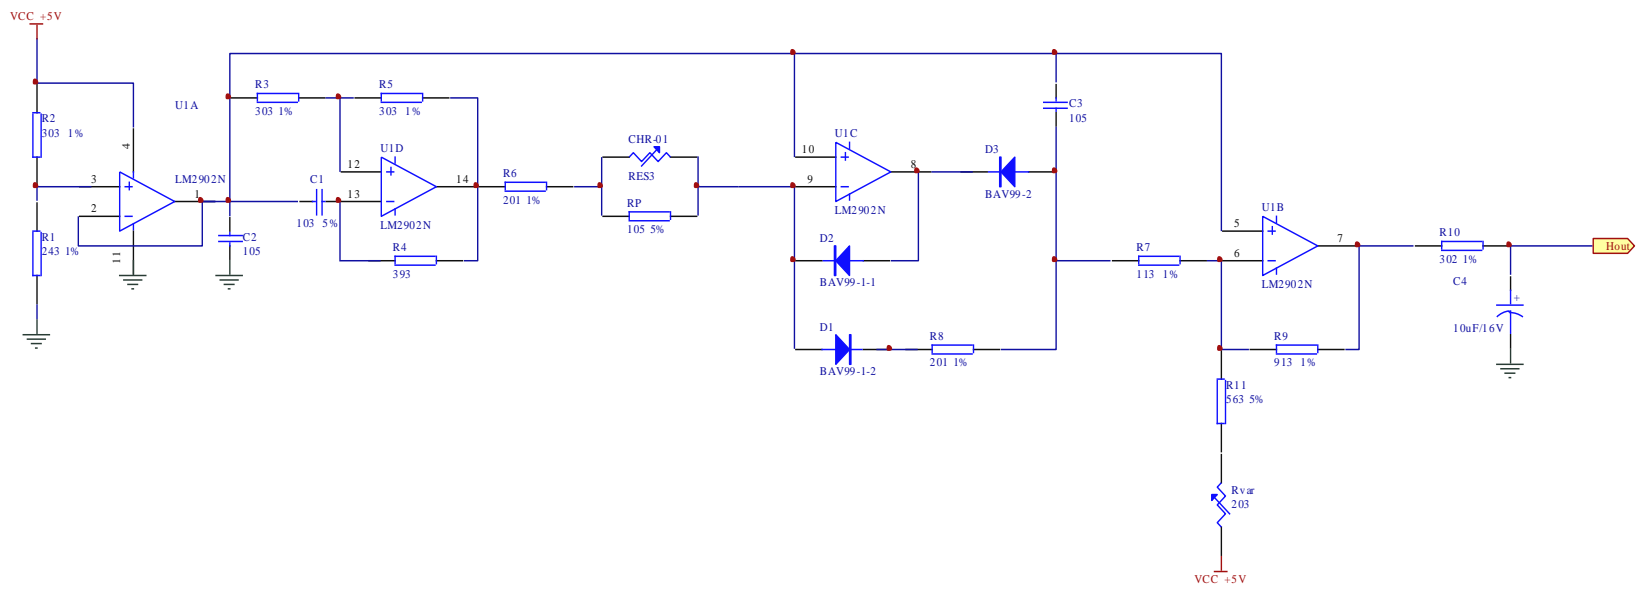 VCC +5V
R2
303 1%
R1
243 1%
U1A
LM2902N
4
3
2
1
11
C2
105
R3
303 1%
R5
303 1%
C1
103 5%
U1D
12
13
14
LM2902N
R4
393
R6
201 1%
CHR-01
RES3
RP
105 5%
U1C
10
9
8
LM2902N
D2
BAV99-1-1
D1
BAV99-1-2
R8
201 1%
D3
BAV99-2
C3
105
R7
113 1%
U1B
5
6
7
LM2902N
R9
913 1%
R10
302 1%
Hout
C4
10uF/16V
R11
563 5%
Rvar
203
VCC +5V